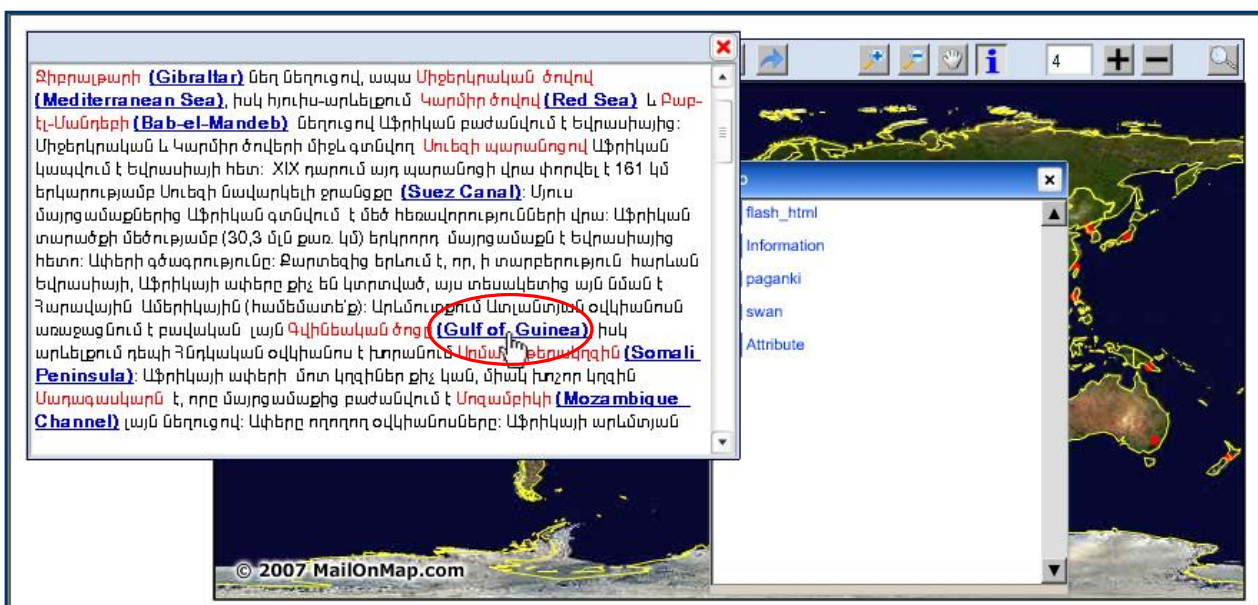 Ջիբրալթարի (Gibraltar) նեղ նեղուցով, ապա Միջերկրական ծովով
(Mediterranean Sea), իսկ հյուիս-արևելքում Կարմիր ծովով (Red Sea) և Բաբ-
էլ-Մանդեբի (Bab-el-Mandeb) նեղուցով Աֆրիկան բաժանվում է Եվրասիայից:
Միջերկրական և Կարմիր ծովերի միջև գտնվող Սուեզի պարանոցով Աֆրիկան
կապվում է Եվրասիայի հետ: XIX դարում այդ պարանոցի վրա փորվել է 161 կմ
երկարությամբ Սուեզի նավարկելի ջրանցքը (Suez Canal): Մյուս
մայրցամաքներից Աֆրիկան գտնվում է մեծ հեռավորությունների վրա: Աֆրիկան
տարածքի մեծությամբ (30,3 մլն քառ. կմ) երկրորդ մայրցամաքն է Եվրասիայից
հետո: Ափերի գծագրությունը: Քարտեզից երևում է, որ, ի տարբերություն հարևան
Եվրասիայի, Աֆրիկայի ափերը քիչ են կտրտված, այս տեսակետից այն նման է
Հարավային Ամերիկային (համեմատե՛ք): Արևմուտքում Ատլանտյան օվկիանոսն
առաջացնում է բավական լայն Գվինեական ծոցը (Gulf of Guinea) իսկ
արևելքում դեպի Հնդկական օվկիանոս է խորանում թերակղզին (Somali
Peninsula): Աֆրիկայի ափերի մոտ կղզիներ քիչ կան, միակ խոշոր կղզին
Մադագասկարն է, որը մայրցամաքից բաժանվում է Մոզամբիկի (Mozambique
Channel) լայն նեղուցով: Ափերը ողողող օվկիանոսները: Աֆրիկայի արևմտյան
4
flash_html
Information
paganki
swan
Attribute
© 2007 MailOnMap.com